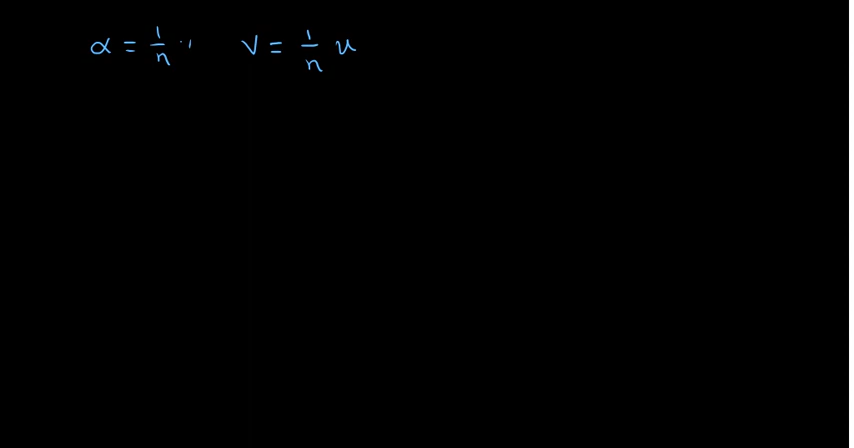 α = 1/n v = 1/n u